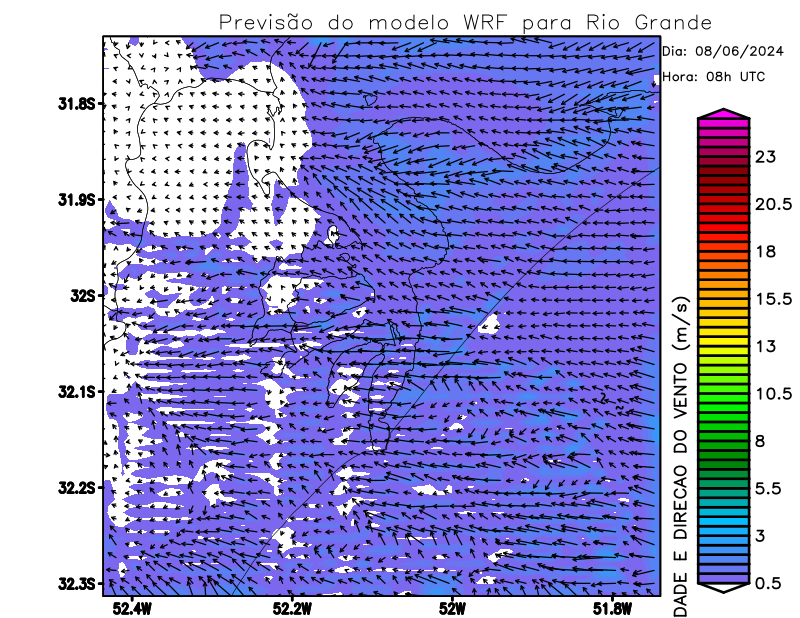 Previsão do modelo WRF para Rio Grande
Dia: 08/06/2024
Hora: 08h UTC
31.8S
31.9S
32S
32.1S
32.2S
32.3S
52.4W
52.2W
52W
51.8W
23
20.5
18
15.5
13
10.5
8
5.5
3
0.5
DADE E DIRECAO DO VENTO (m/s)